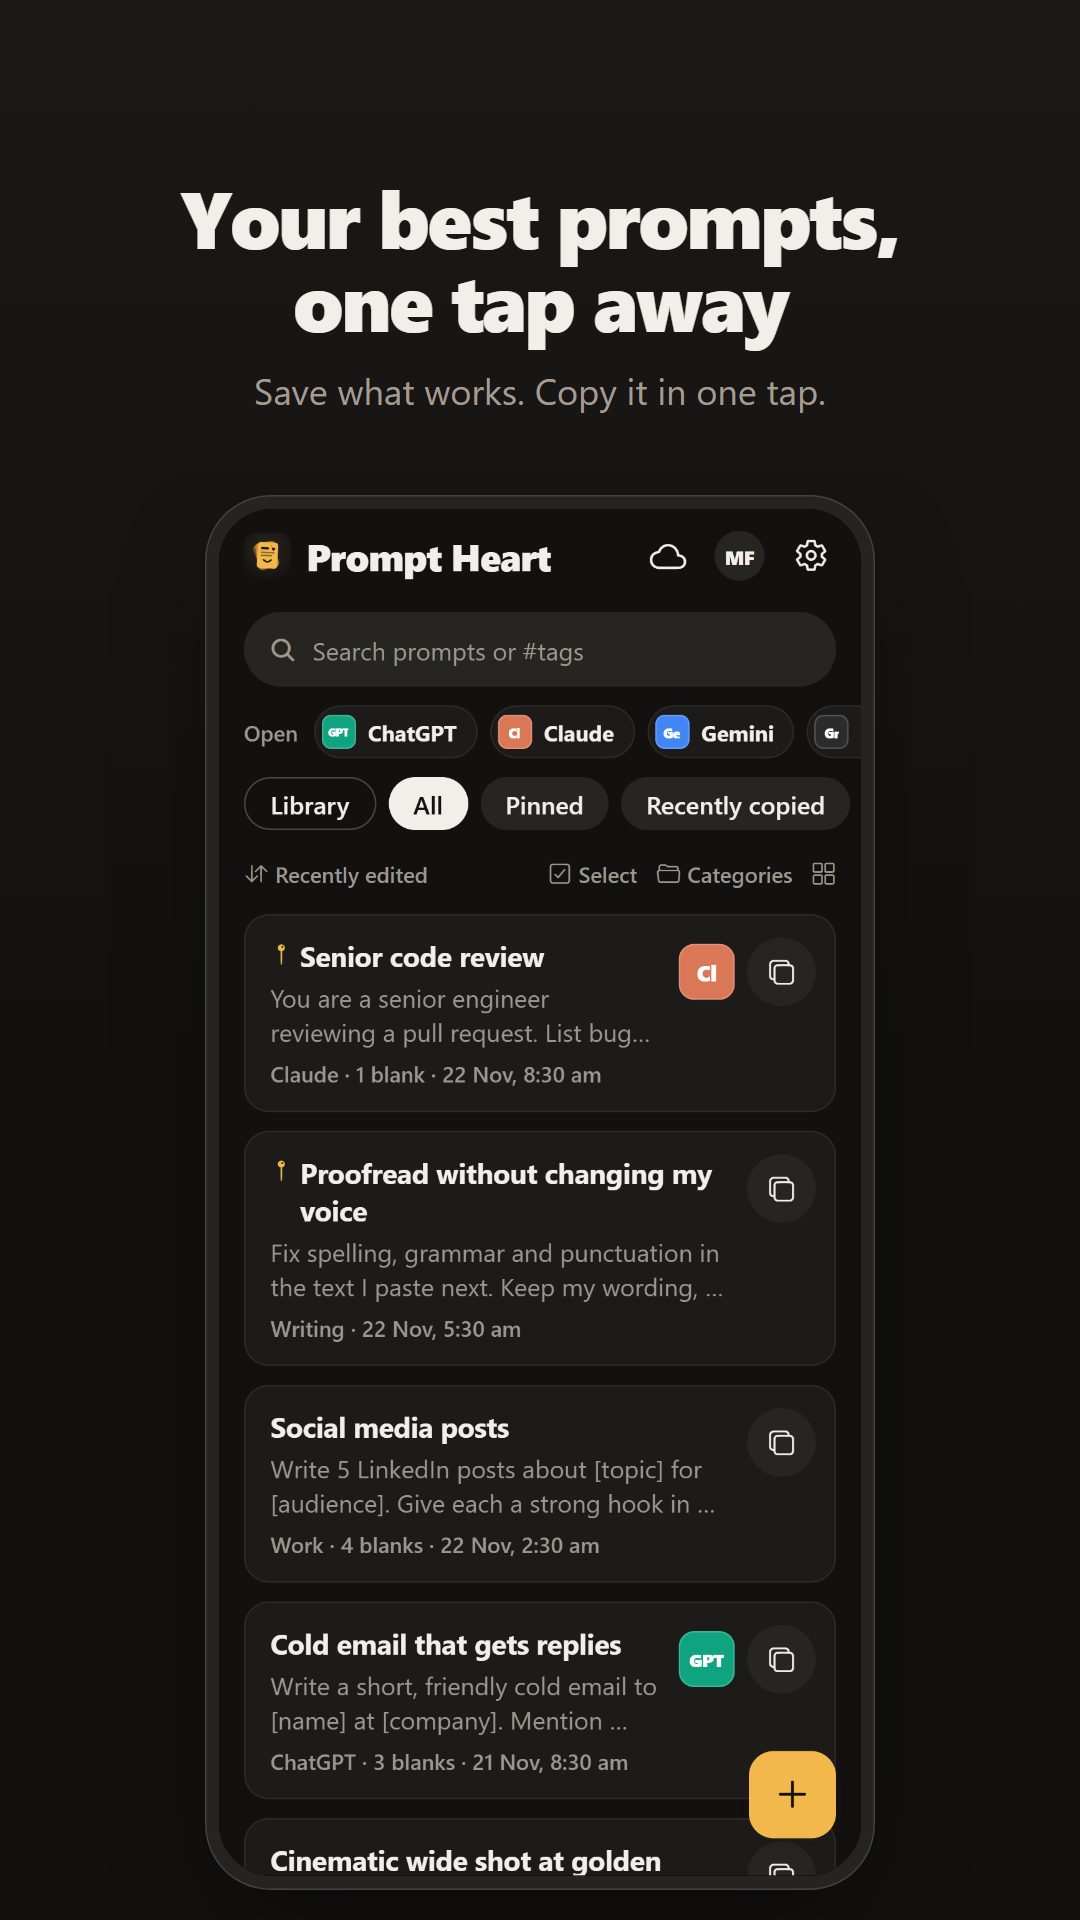 Your best prompts,
one tap away
Save what works. Copy it in one tap.
Prompt Heart
MF
Search prompts or #tags
Open
GPT ChatGPT
Cl Claude
Ge Gemini
Gr
Library
All
Pinned
Recently copied
Recently edited
Select
Categories
Senior code review
Cl
You are a senior engineer
reviewing a pull request. List bug...
Claude · 1 blank · 22 Nov, 8:30 am
Proofread without changing my
voice
Fix spelling, grammar and punctuation in
the text I paste next. Keep my wording, ...
Writing · 22 Nov, 5:30 am
Social media posts
Write 5 LinkedIn posts about [topic] for
[audience]. Give each a strong hook in ...
Work · 4 blanks · 22 Nov, 2:30 am
Cold email that gets replies
GPT
Write a short, friendly cold email to
[name] at [company]. Mention ...
ChatGPT · 3 blanks · 21 Nov, 8:30 am
Cinematic wide shot at golden